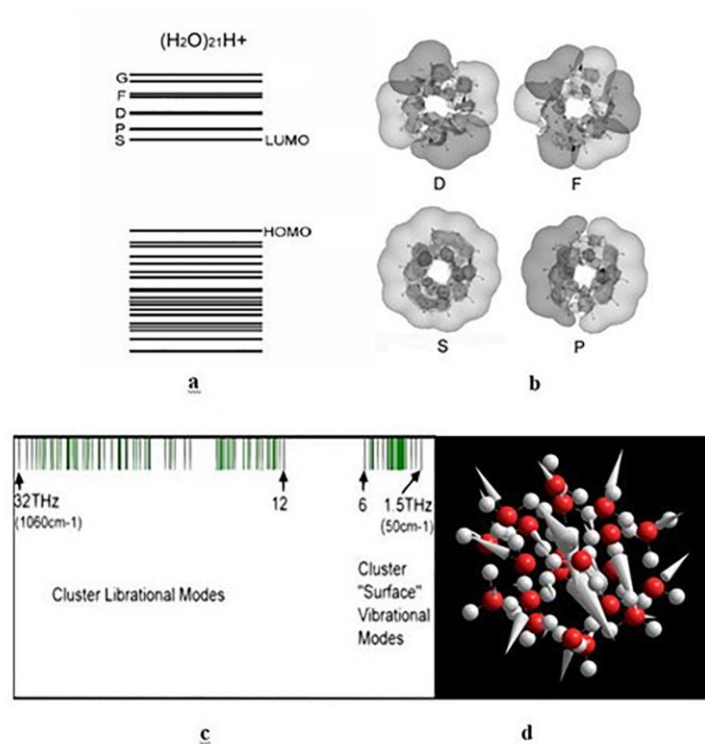 (H2O)21H+
G
F
D
P
S
LUMO
HOMO
a
D
F
S
P
b
32THz
(1060cm-1)
12
6
1.5THz
(50cm-1)
Cluster Librational Modes
Cluster
"Surface"
Vibrational
Modes
c
d